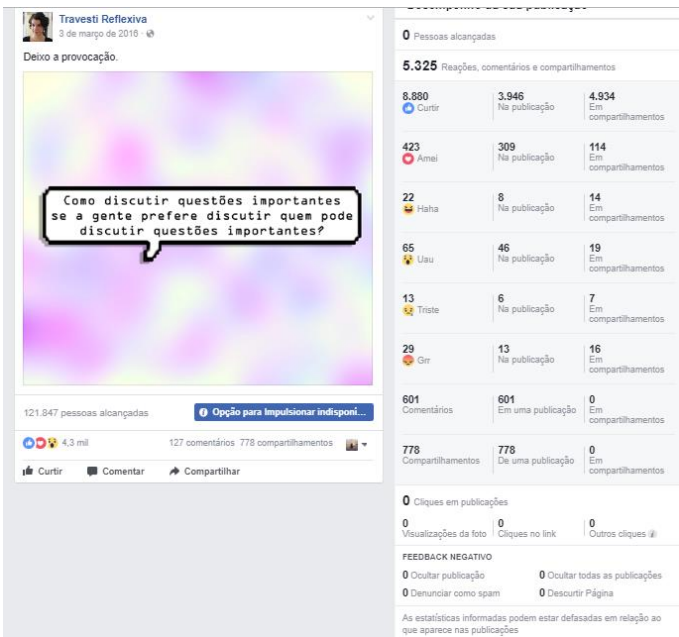 Travesti Reflexiva
3 de março de 2016
Deixo a provocação.
Como discutir questões importantes
se a gente prefere discutir quem pode
discutir questões importantes?
121.847 pessoas alcançadas
Opção para Impulsionar indisponi...
4,3 mil
127 comentários 778 compartilhamentos
Curtir Comentar Compartilhar
0 Pessoas alcançadas
5.325 Reações, comentários e compartilhamentos
8.880 3.946 4.934
Curtir Na publicação Em
compartilhamentos
423 309 114
Amei Na publicação Em
compartilhamentos
22 8 14
Haha Na publicação Em
compartilhamentos
65 46 19
Uau Na publicação Em
compartilhamentos
13 6 7
Triste Na publicação Em
compartilhamentos
29 13 16
Grr Na publicação Em
compartilhamentos
601 601 0
Comentários Em uma publicação Em
compartilhamentos
778 778 0
Compartilhamentos De uma publicação Em
compartilhamentos
0 Cliques em publicações
0 0 0
Visualizações da foto Cliques no link Outros cliques
FEEDBACK NEGATIVO
0 Ocultar publicação 0 Ocultar todas as publicações
0 Denunciar como spam 0 Descurtir Página
As estatísticas informadas podem estar defasadas em relação ao
que aparece nas publicações